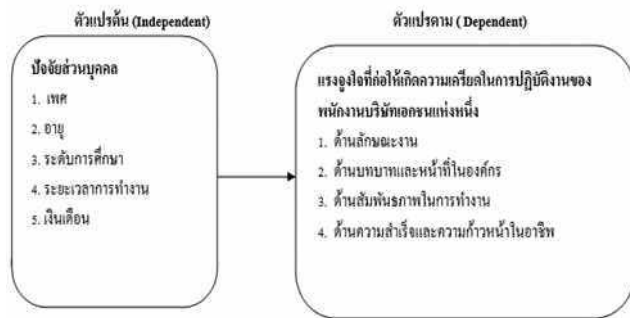 ตัวแปรต้น (Independent)
ปัจจัยส่วนบุคคล
1. เพศ
2. อายุ
3. ระดับการศึกษา
4. ระยะเวลาการทำงาน
5. เงินเดือน
ตัวแปรตาม ( Dependent)
แรงจูงใจที่ก่อให้เกิดความเครียดในการปฏิบัติงานของ
พนักงานบริษัทเอกชนแห่งหนึ่ง
1. ด้านลักษณะงาน
2. ด้านบทบาทและหน้าที่ในองค์กร
3. ด้านสัมพันธภาพในการทำงาน
4. ด้านความสำเร็จและความก้าวหน้าในอาชีพ